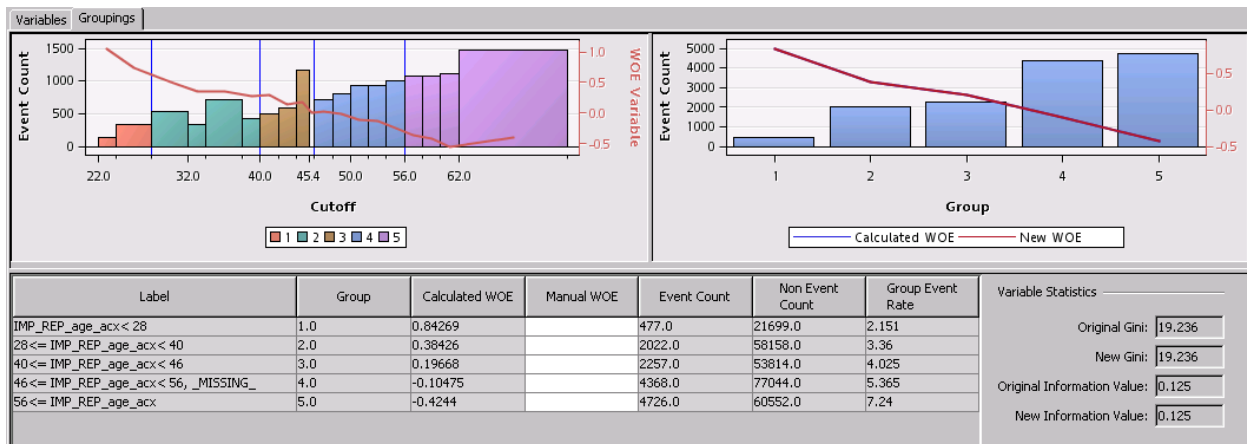 Variables Groupings
Event Count
1500
1000
500
0
1.0
0.5
0.0
-0.5
WOE Variable
22.0 32.0 40.0 45.4 50.0 56.0 62.0
Cutoff
1 2 3 4 5
Event Count
5000
4000
3000
2000
1000
0
0.5
0.0
-0.5
1 2 3 4 5
Group
Calculated WOE New WOE
Label Group Calculated WOE Manual WOE Event Count Non Event Count Group Event Rate
IMP_REP_age_acx< 28 1.0 0.84269 477.0 21699.0 2.151
28<= IMP_REP_age_acx< 40 2.0 0.38426 2022.0 58158.0 3.36
40<= IMP_REP_age_acx< 46 3.0 0.19668 2257.0 53814.0 4.025
46<= IMP_REP_age_acx< 56, _MISSING_ 4.0 -0.10475 4368.0 77044.0 5.365
56<= IMP_REP_age_acx 5.0 -0.4244 4726.0 60552.0 7.24
Variable Statistics
Original Gini: 19.236
New Gini: 19.236
Original Information Value: 0.125
New Information Value: 0.125